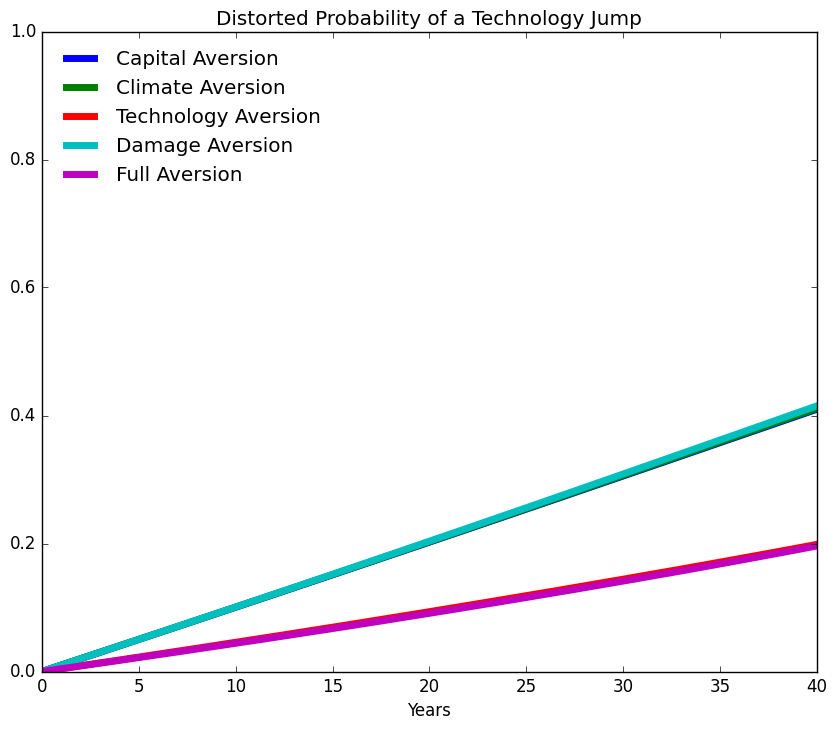 Distorted Probability of a Technology Jump
1.0
Capital Aversion
Climate Aversion
Technology Aversion
Damage Aversion
Full Aversion
0.8
0.6
0.4
0.2
0.0
0 5 10 15 20 25 30 35 40
Years